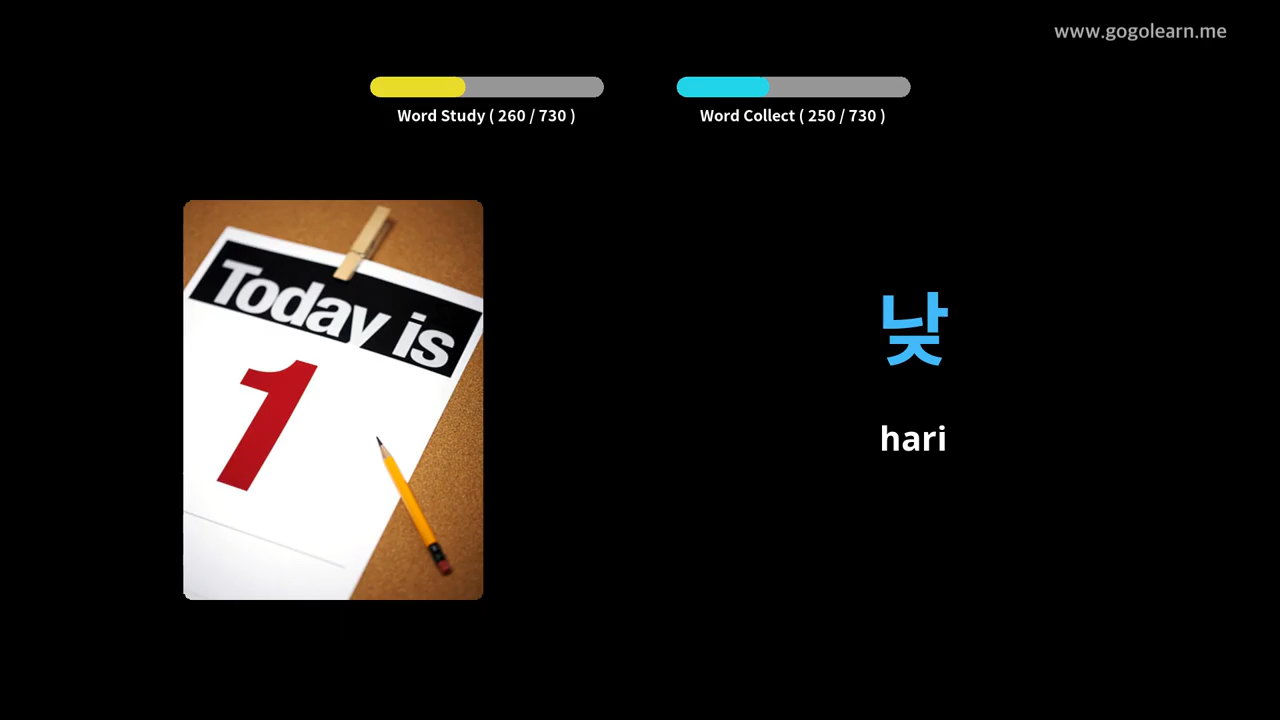 www.gogolearn.me
Word Study ( 260 / 730 )
Word Collect ( 250 / 730 )
Today is
1
낮
hari